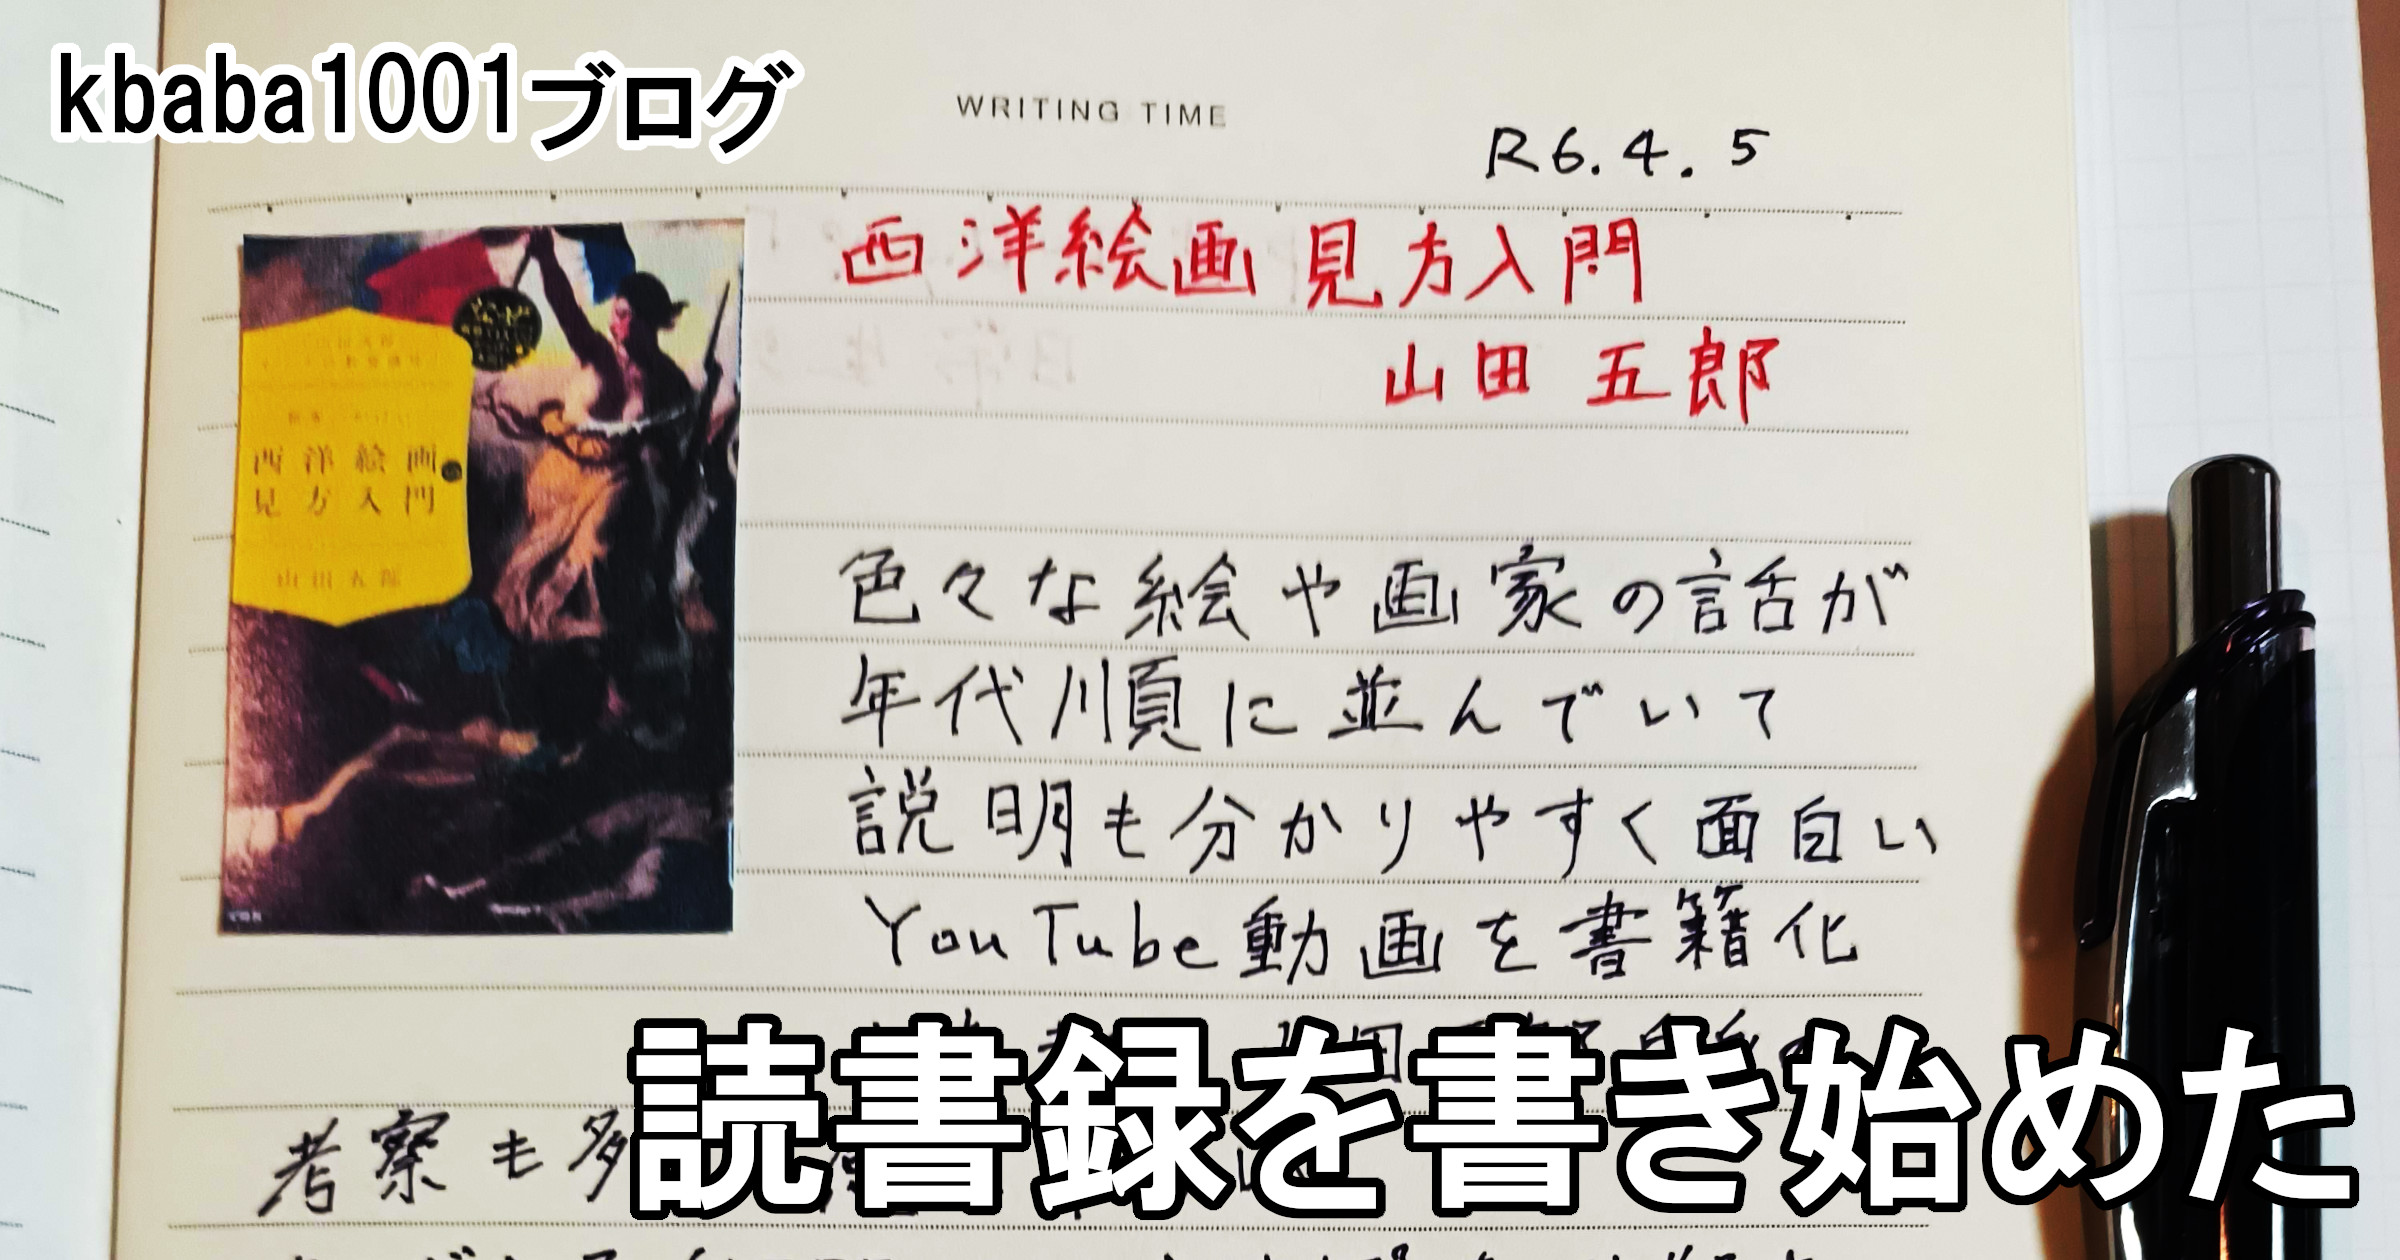 kbaba1001ブログ
WRITING TIME
R6.4.5
西洋絵画見方入門
山田五郎
西洋絵画の
見方入門
山田五郎
色々な絵や画家の話が
年代順に並んでいて
説明も分かりやすく面白い
YouTube動画を書籍化
考察も多
読書録を書き始めた